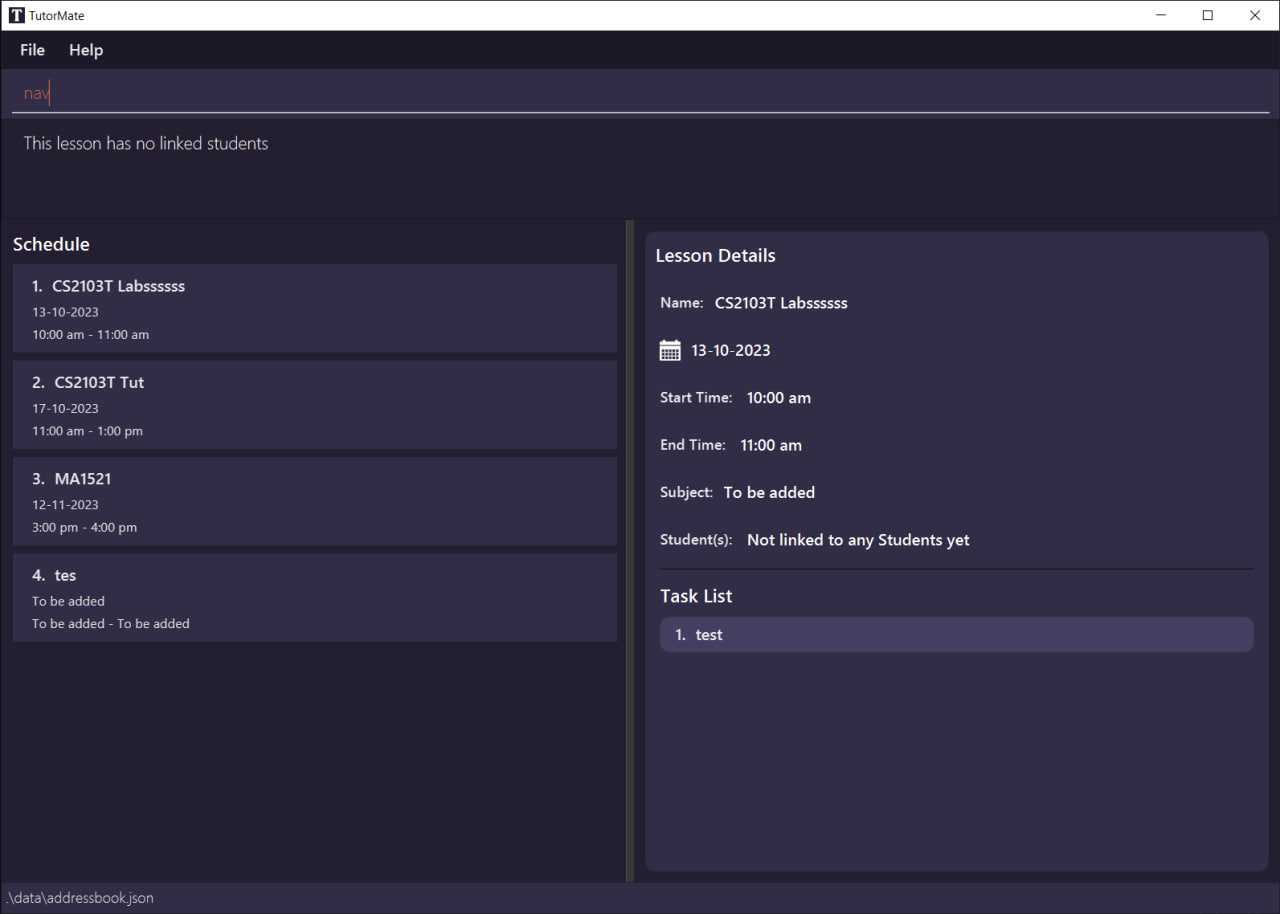 TutorMate
File Help
nav
This lesson has no linked students
Schedule
1. CS2103T Labssssss
13-10-2023
10:00 am - 11:00 am
2. CS2103T Tut
17-10-2023
11:00 am - 1:00 pm
3. MA1521
12-11-2023
3:00 pm - 4:00 pm
4. tes
To be added
To be added - To be added
Lesson Details
Name: CS2103T Labssssss
13-10-2023
Start Time: 10:00 am
End Time: 11:00 am
Subject: To be added
Student(s): Not linked to any Students yet
Task List
1. test
.\data\addressbook.json